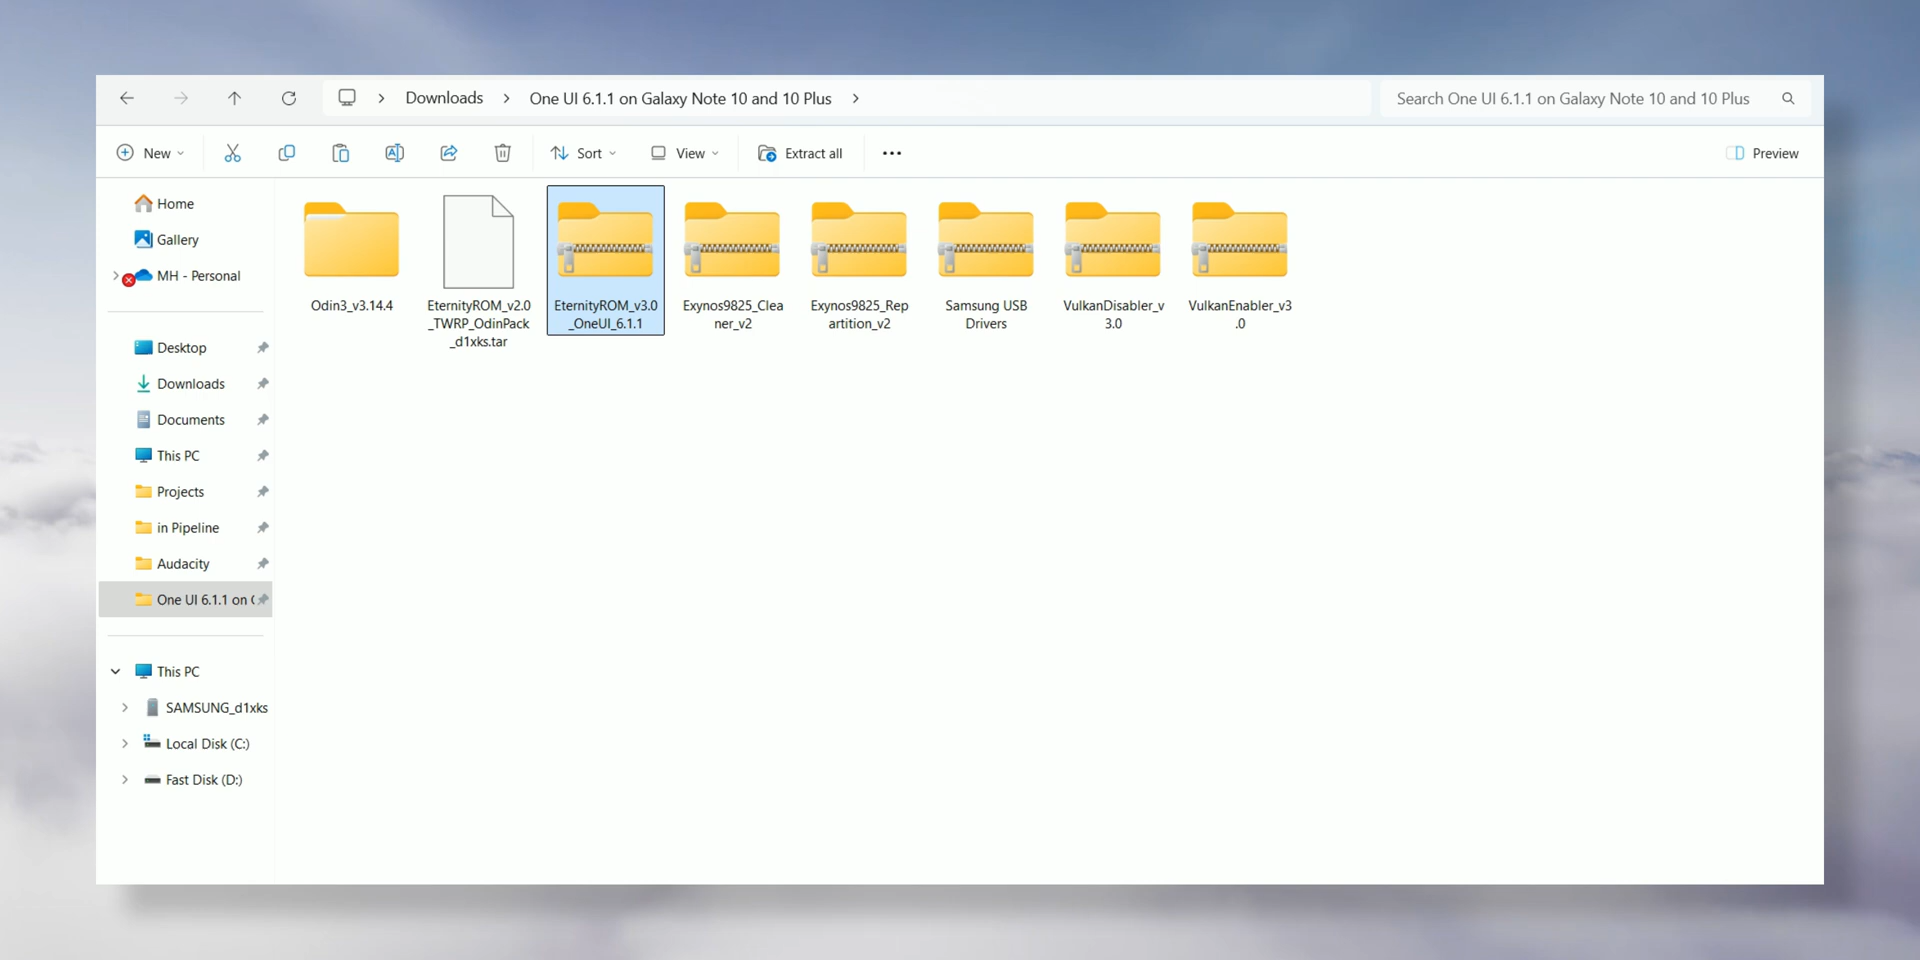 Downloads
One UI 6.1.1 on Galaxy Note 10 and 10 Plus
Search One UI 6.1.1 on Galaxy Note 10 and 10 Plus
New
Sort
View
Extract all
Preview
Home
Gallery
MH - Personal
Desktop
Downloads
Documents
This PC
Projects
in Pipeline
Audacity
One UI 6.1.1 on
This PC
SAMSUNG_d1xks
Local Disk (C:)
Fast Disk (D:)
Odin3_v3.14.4
EternityROM_v2.0
_TWRP_OdinPack
_d1xks.tar
EternityROM_v3.0
_OneUI_6.1.1
Exynos9825_Clea
ner_v2
Exynos9825_Rep
artition_v2
Samsung USB
Drivers
VulkanDisabler_v
3.0
VulkanEnabler_v3
.0